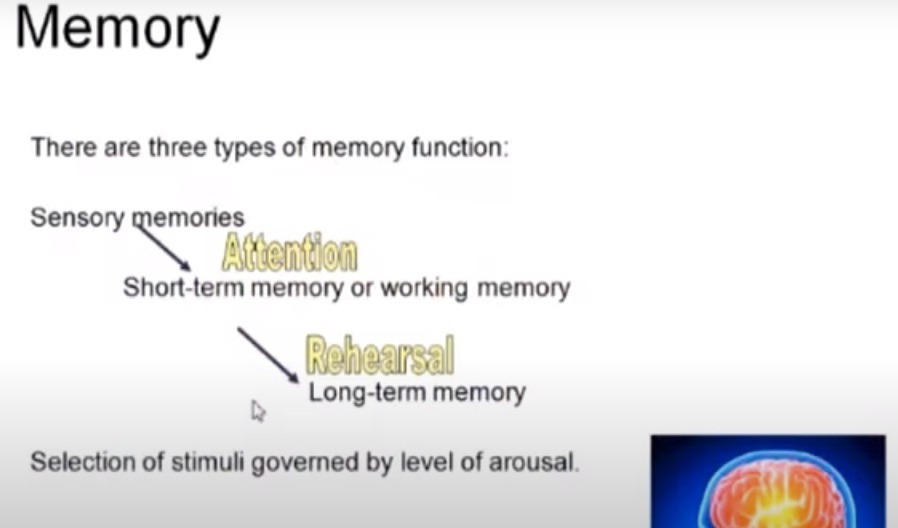 Memory
There are three types of memory function:
Sensory memories
Attention
Short-term memory or working memory
Rehearsal
Long-term memory
Selection of stimuli governed by level of arousal.